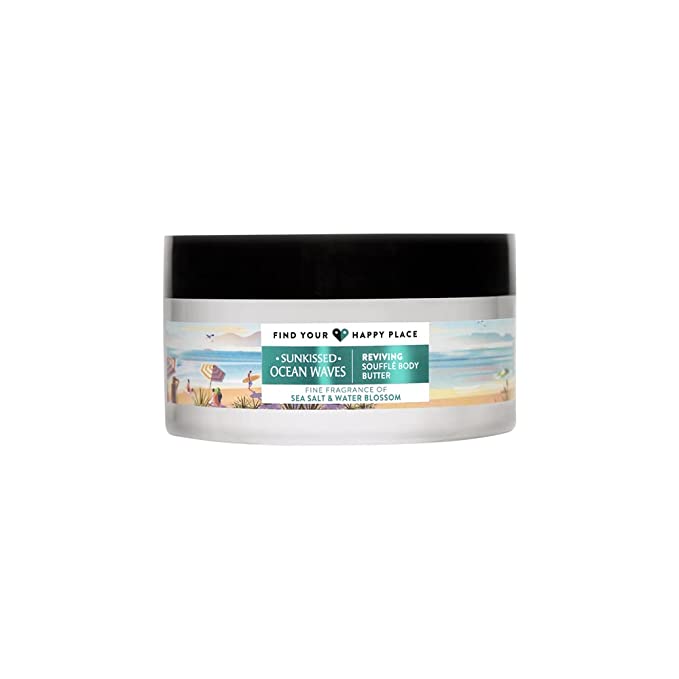 FIND YOUR HAPPY PLACE
• SUNKISSED •
OCEAN WAVES
REVIVING
SOUFFLÉ BODY
BUTTER
FINE FRAGRANCE OF
SEA SALT & WATER BLOSSOM